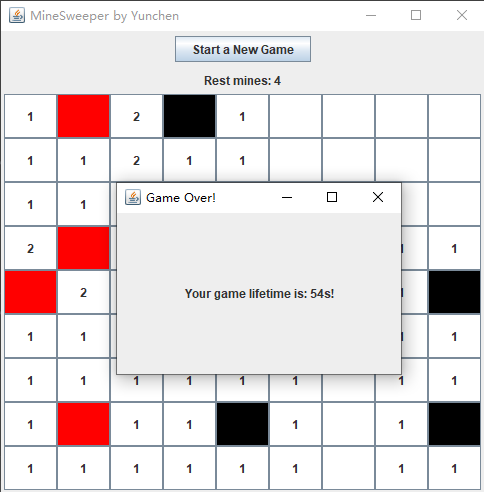 MineSweeper by Yunchen
Start a New Game
Rest mines: 4
1 2 1
1 1 2 1 1
1 1
Game Over!
2 1 1
2 1
Your game lifetime is: 54s!
1 1 1 1
1 1 1 1 1 1 1 1
1 1 1 1 1
1 1 1 1 1 1 1 1